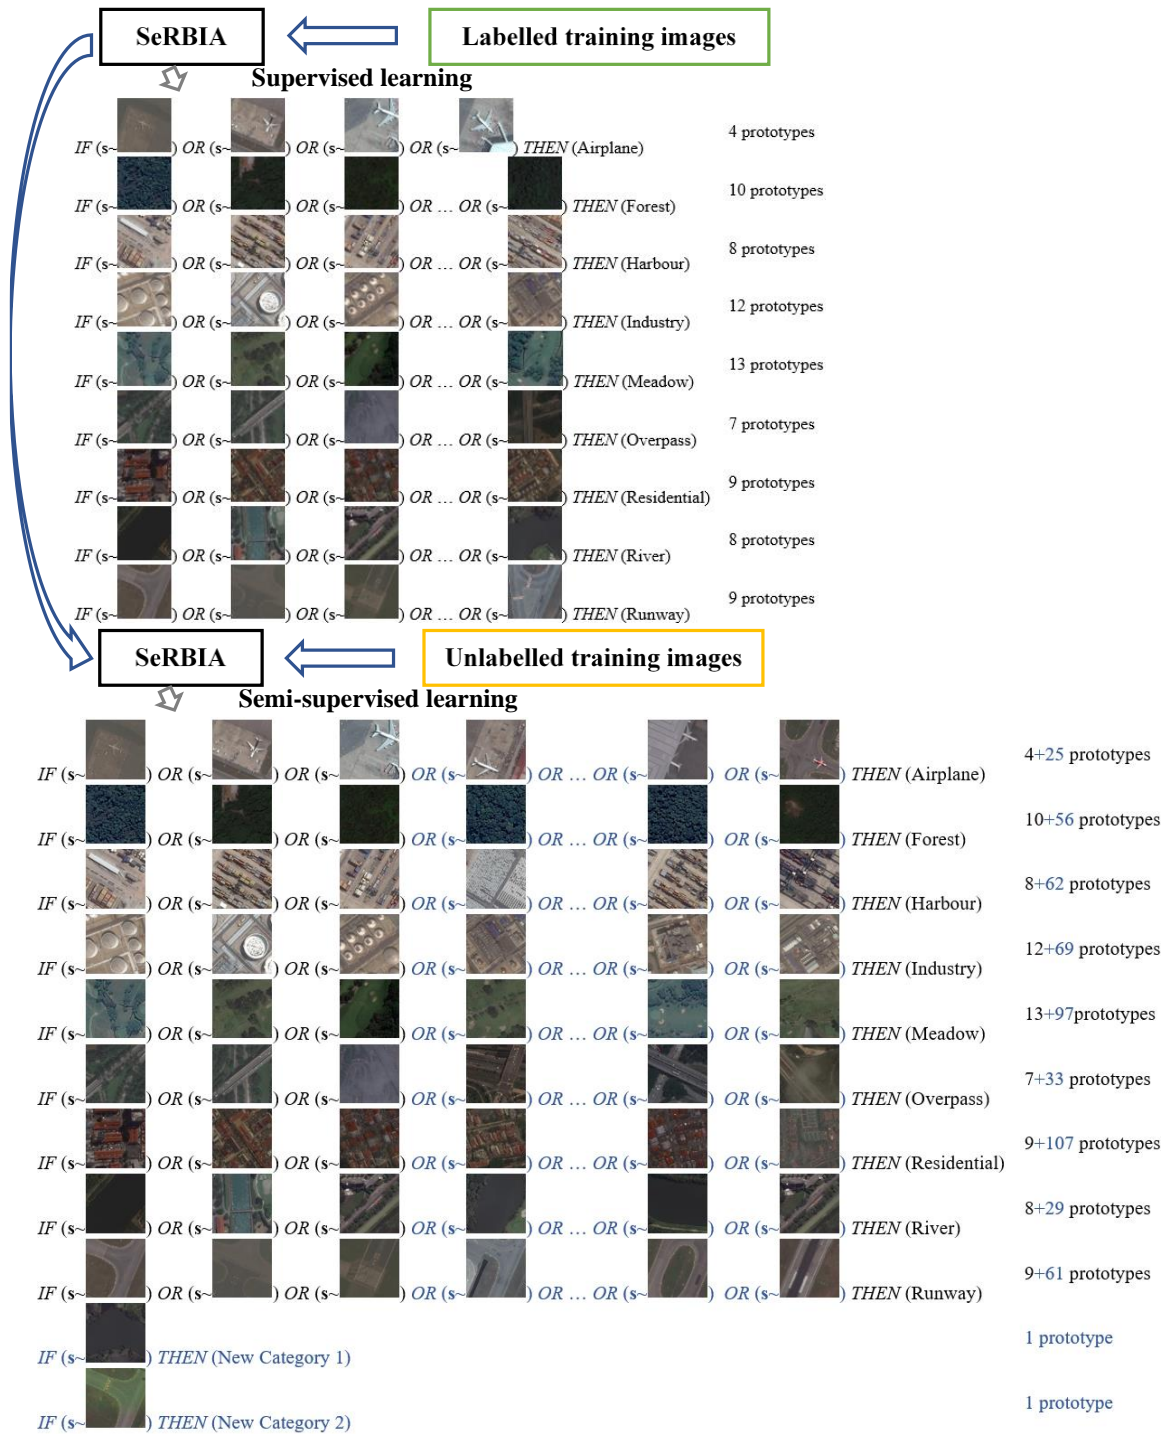 SeRBIA
Labelled training images
Supervised learning
IF (s~ ) OR (s~ ) OR (s~ ) OR (s~ ) THEN (Airplane) 4 prototypes
IF (s~ ) OR (s~ ) OR (s~ ) OR … OR (s~ ) THEN (Forest) 10 prototypes
IF (s~ ) OR (s~ ) OR (s~ ) OR … OR (s~ ) THEN (Harbour) 8 prototypes
IF (s~ ) OR (s~ ) OR (s~ ) OR … OR (s~ ) THEN (Industry) 12 prototypes
IF (s~ ) OR (s~ ) OR (s~ ) OR … OR (s~ ) THEN (Meadow) 13 prototypes
IF (s~ ) OR (s~ ) OR (s~ ) OR … OR (s~ ) THEN (Overpass) 7 prototypes
IF (s~ ) OR (s~ ) OR (s~ ) OR … OR (s~ ) THEN (Residential) 9 prototypes
IF (s~ ) OR (s~ ) OR (s~ ) OR … OR (s~ ) THEN (River) 8 prototypes
IF (s~ ) OR (s~ ) OR (s~ ) OR … OR (s~ ) THEN (Runway) 9 prototypes
SeRBIA
Unlabelled training images
Semi-supervised learning
IF (s~ ) OR (s~ ) OR (s~ ) OR (s~ ) OR … OR (s~ ) OR (s~ ) THEN (Airplane) 4+25 prototypes
IF (s~ ) OR (s~ ) OR (s~ ) OR (s~ ) OR … OR (s~ ) OR (s~ ) THEN (Forest) 10+56 prototypes
IF (s~ ) OR (s~ ) OR (s~ ) OR (s~ ) OR … OR (s~ ) OR (s~ ) THEN (Harbour) 8+62 prototypes
IF (s~ ) OR (s~ ) OR (s~ ) OR (s~ ) OR … OR (s~ ) OR (s~ ) THEN (Industry) 12+69 prototypes
IF (s~ ) OR (s~ ) OR (s~ ) OR (s~ ) OR … OR (s~ ) OR (s~ ) THEN (Meadow) 13+97prototypes
IF (s~ ) OR (s~ ) OR (s~ ) OR (s~ ) OR … OR (s~ ) OR (s~ ) THEN (Overpass) 7+33 prototypes
IF (s~ ) OR (s~ ) OR (s~ ) OR (s~ ) OR … OR (s~ ) OR (s~ ) THEN (Residential) 9+107 prototypes
IF (s~ ) OR (s~ ) OR (s~ ) OR (s~ ) OR … OR (s~ ) OR (s~ ) THEN (River) 8+29 prototypes
IF (s~ ) OR (s~ ) OR (s~ ) OR (s~ ) OR … OR (s~ ) OR (s~ ) THEN (Runway) 9+61 prototypes
IF (s~ ) THEN (New Category 1) 1 prototype
IF (s~ ) THEN (New Category 2) 1 prototype